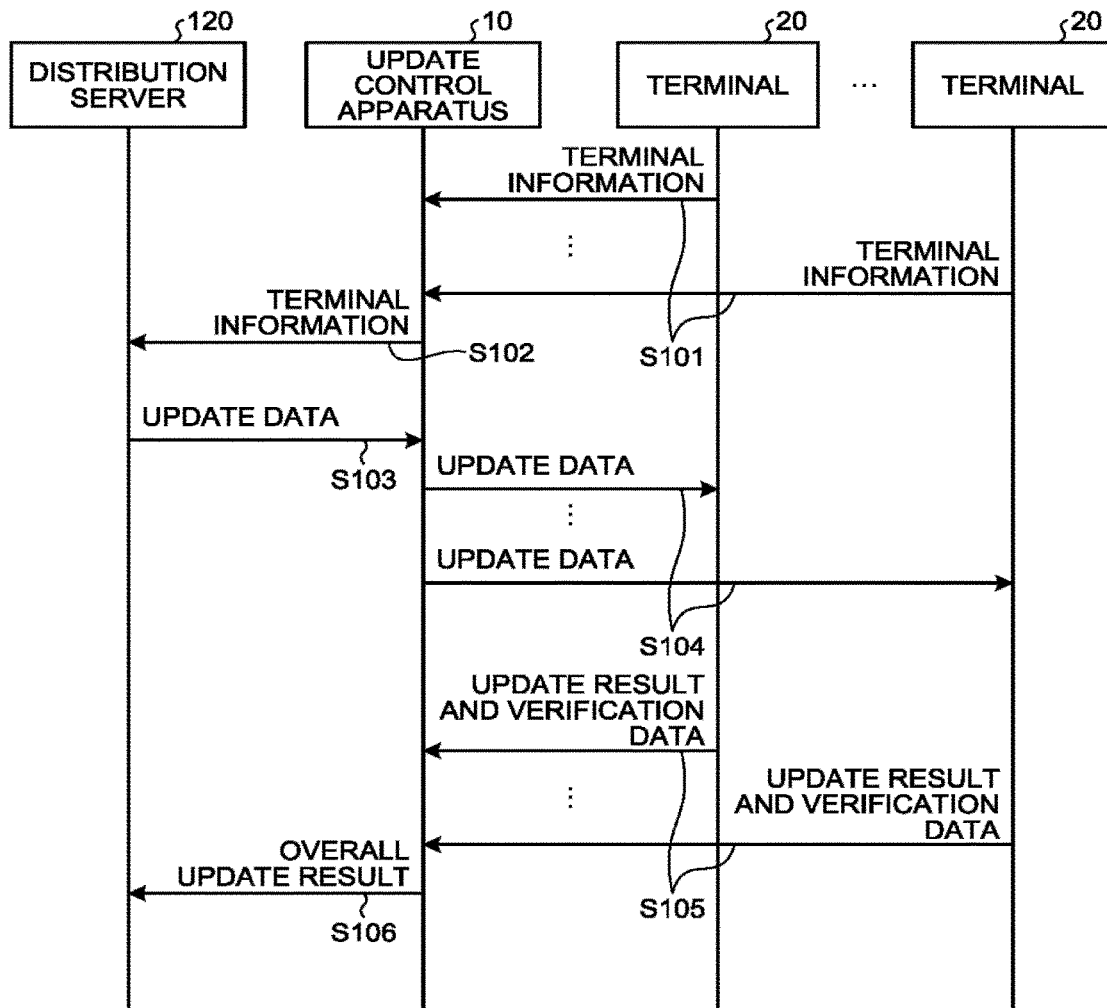 120
10
20
20
DISTRIBUTION
SERVER
UPDATE
CONTROL
APPARATUS
TERMINAL
...
TERMINAL
TERMINAL
INFORMATION
TERMINAL
INFORMATION
TERMINAL
INFORMATION
S102
S101
UPDATE DATA
S103
UPDATE DATA
UPDATE DATA
S104
UPDATE RESULT
AND VERIFICATION
DATA
UPDATE RESULT
AND VERIFICATION
DATA
OVERALL
UPDATE RESULT
S105
S106